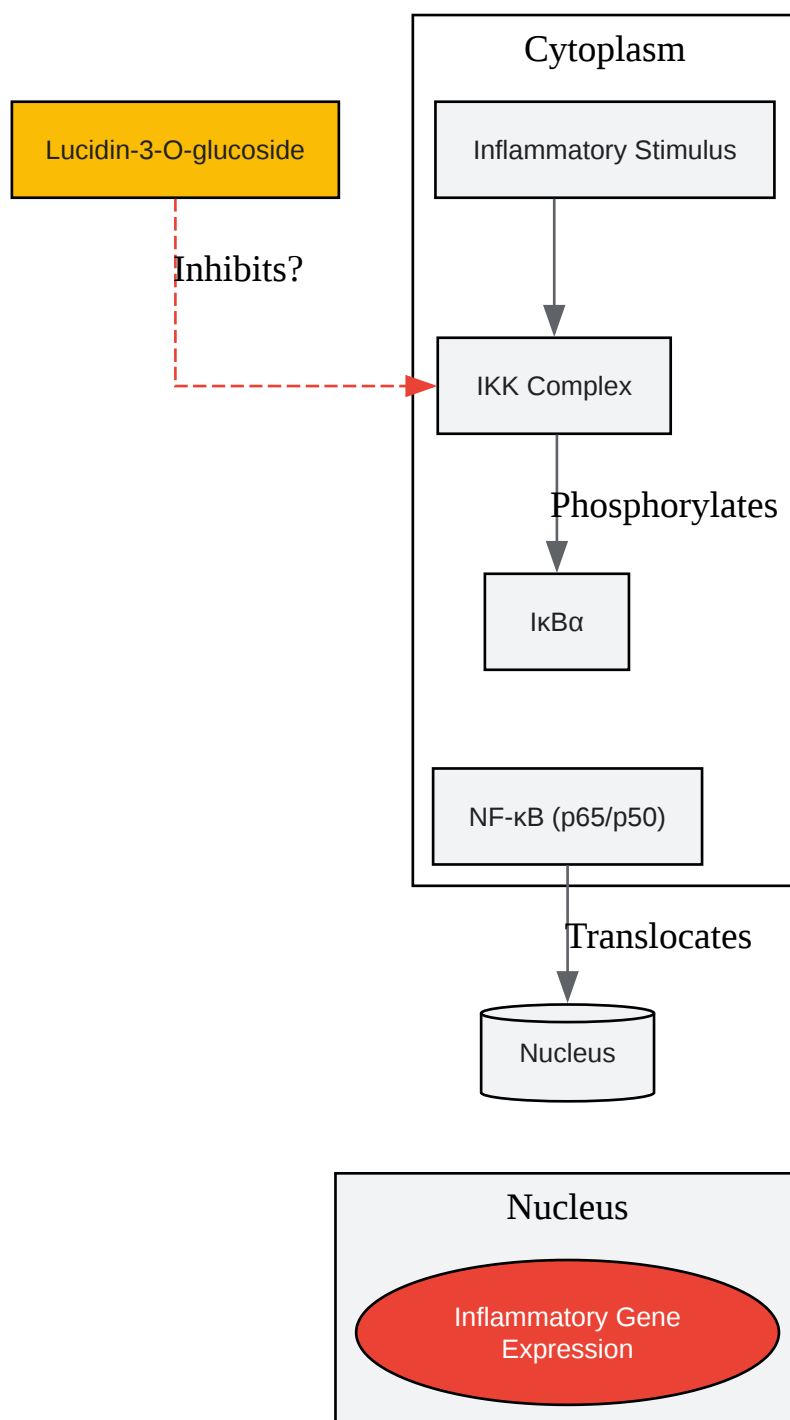 Cytoplasm
Lucidin-3-O-glucoside
Inflammatory Stimulus
Inhibits?
IKK Complex
Phosphorylates
IκBα
NF-κB (p65/p50)
Translocates
Nucleus
Nucleus
Inflammatory Gene
Expression